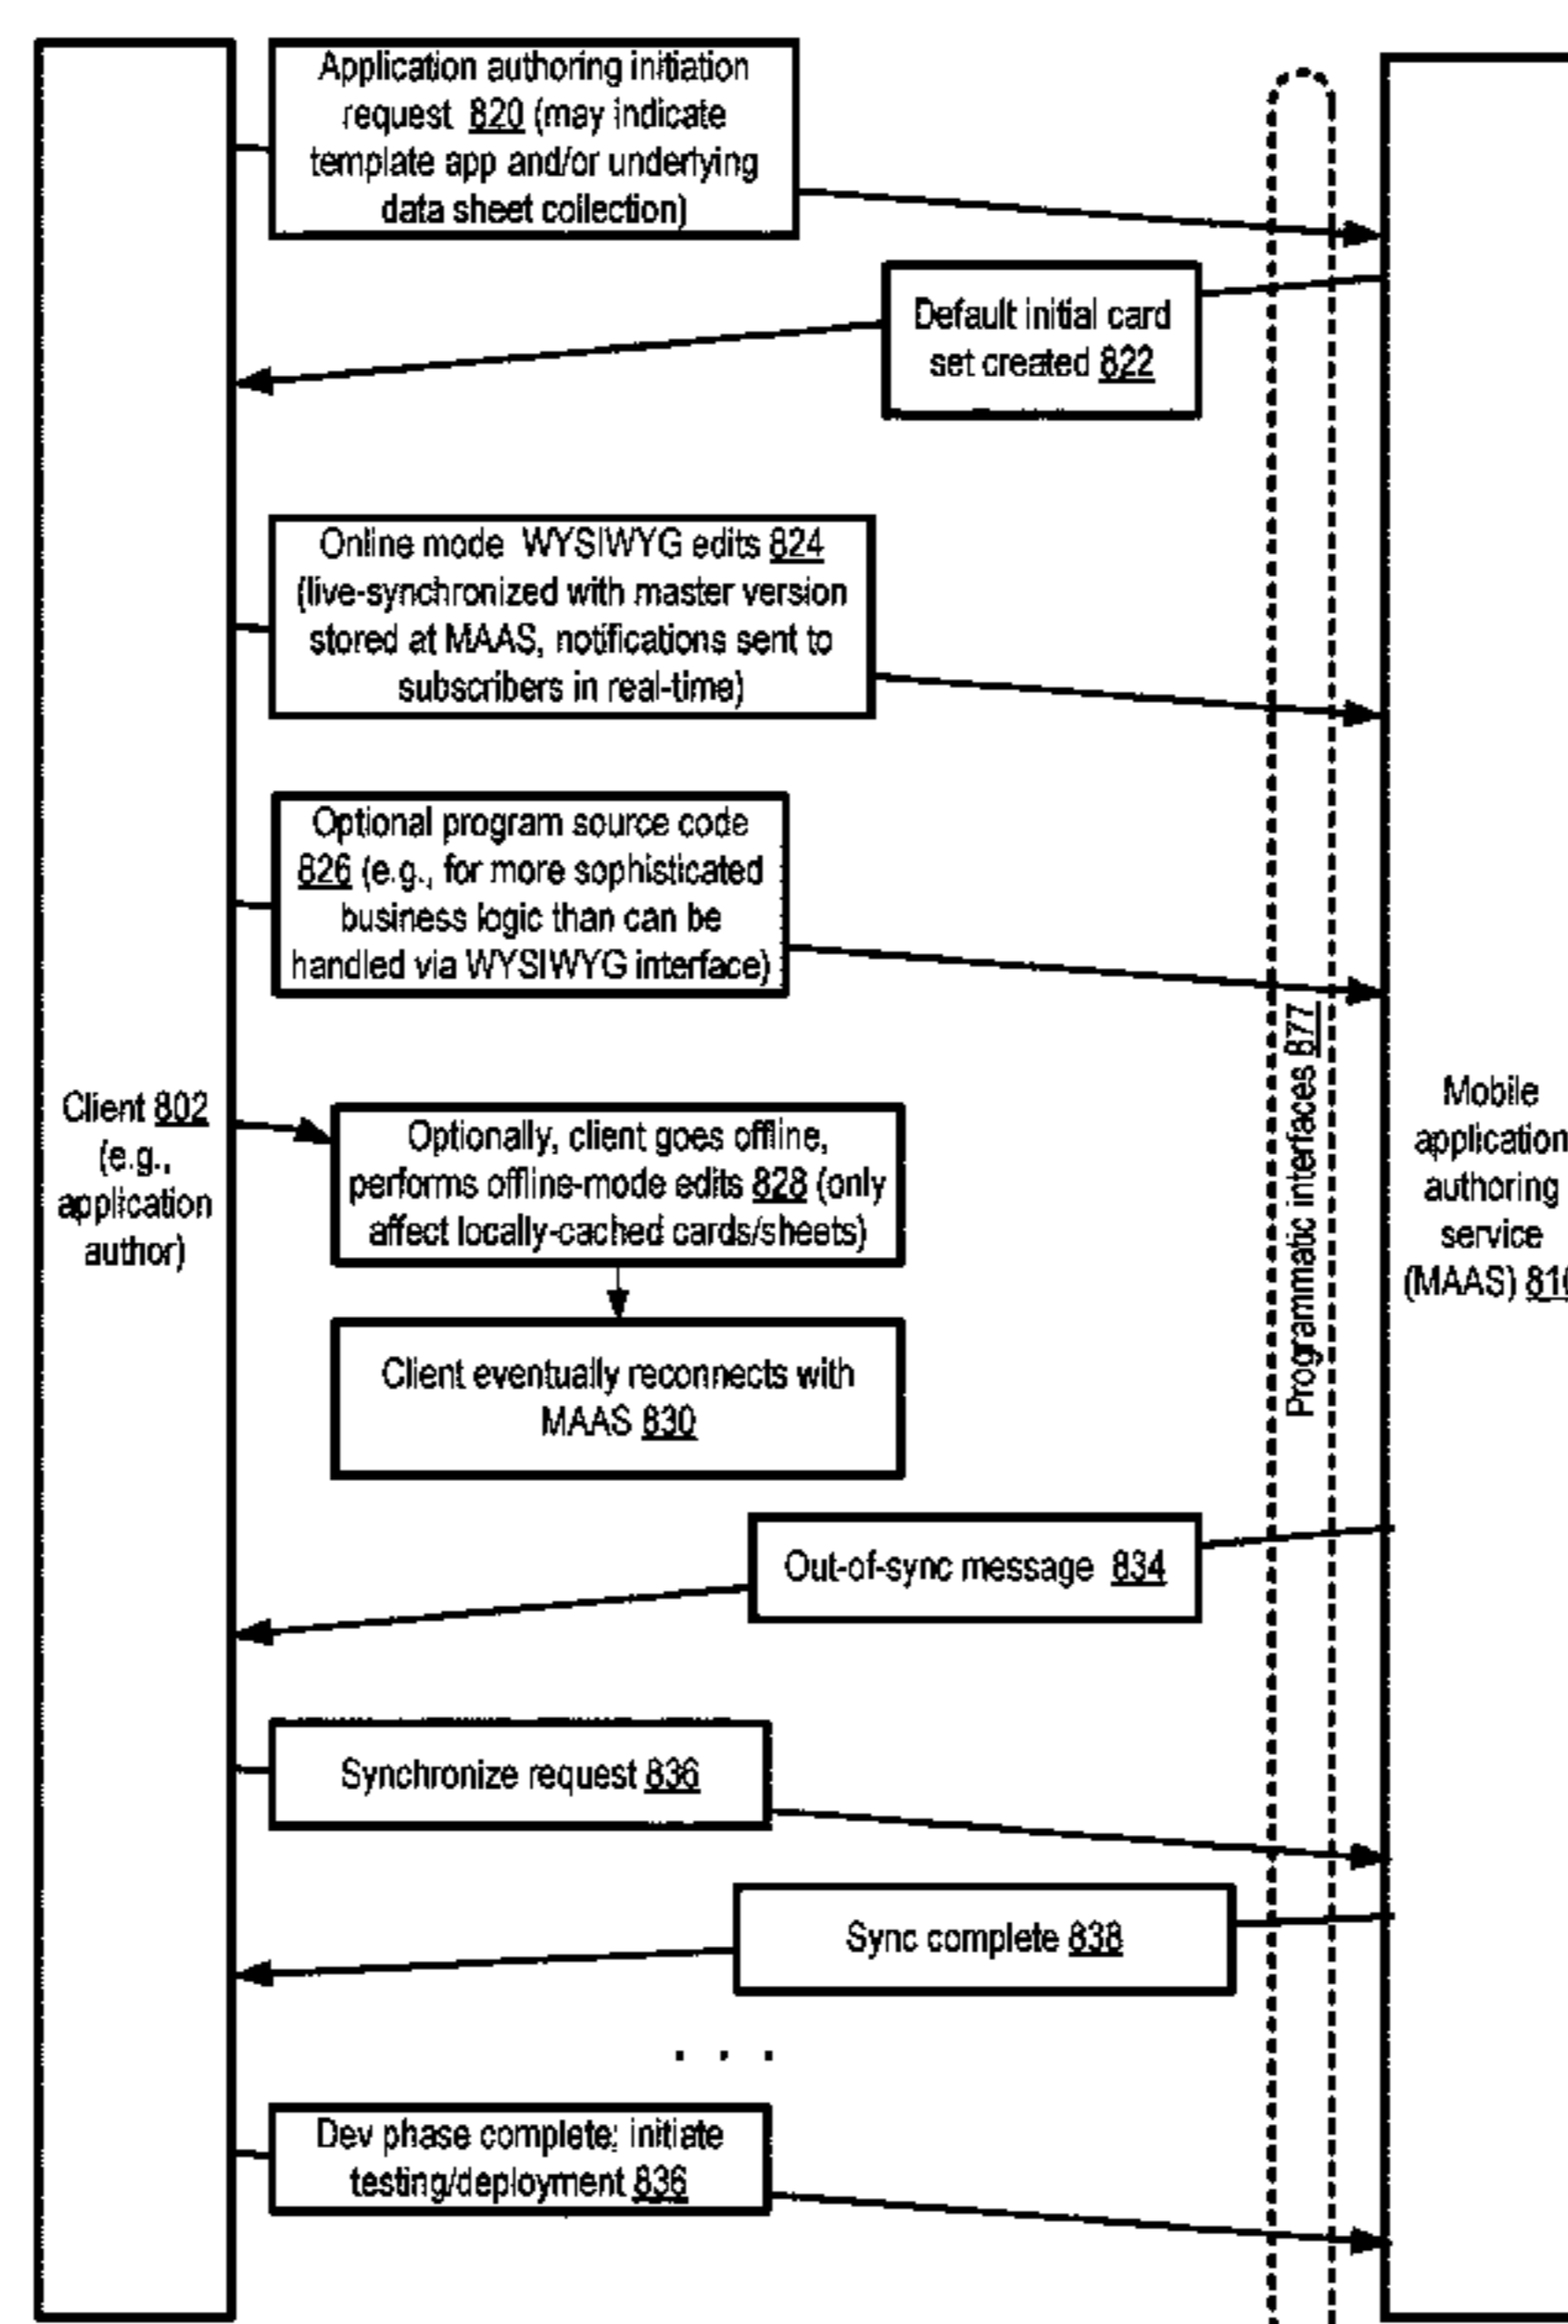 Application authoring initiation
request 820 (may indicate
template app and/or underlying
data sheet collection)
Default initial card
set created 822
Online mode WYSIWYG edits 824
(live-synchronized with master version
stored at MAAS, notifications sent to
subscribers in real-time)
Optional program source code
826 (e.g., for more sophisticated
business logic than can be
handled via WYSIWYG interface)
Client 802
(e.g.,
application
author)
Optionally, client goes offline,
performs offline-mode edits 828 (only
affect locally-cached cards/sheets)
Client eventually reconnects with
MAAS 830
Programmatic interfaces 877
Mobile
application
authoring
service
(MAAS)
Out-of-sync message 834
Synchronize request 836
Sync complete 838
. . .
Dev phase complete; initiate
testing/deployment 836